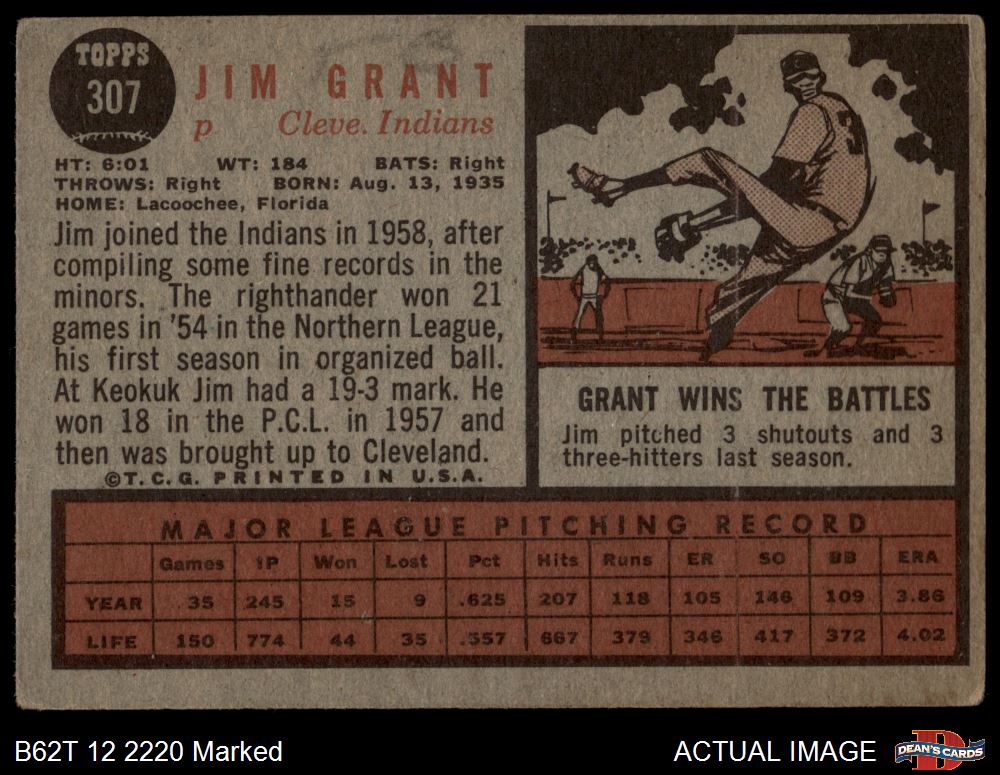 TOPPS
307
JIM GRANT
p Cleve. Indians
HT: 6:01 WT: 184 BATS: Right
THROWS: Right BORN: Aug. 13, 1935
HOME: Lacoochee, Florida
Jim joined the Indians in 1958, after
compiling some fine records in the
minors. The righthander won 21
games in '54 in the Northern League,
his first season in organized ball.
At Keokuk Jim had a 19-3 mark. He
won 18 in the P.C.L. in 1957 and
then was brought up to Cleveland.
©T.C.G. PRINTED IN U.S.A.
GRANT WINS THE BATTLES
Jim pitched 3 shutouts and 3
three-hitters last season.
MAJOR LEAGUE PITCHING RECORD
Games IP Won Lost Pct Hits Runs ER SO BB ERA
YEAR 35 245 15 9 .625 207 118 105 146 109 3.86
LIFE 150 774 44 35 .557 667 379 346 417 372 4.02
B62T 12 2220 Marked
ACTUAL IMAGE
D
DEAN'S CARDS